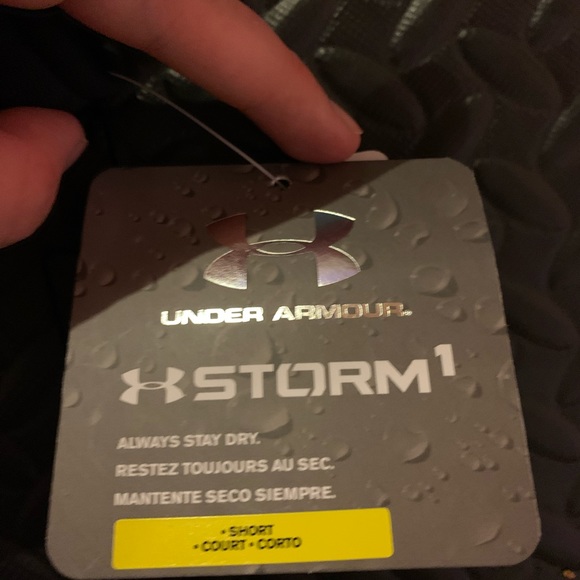 UNDER ARMOUR.
STORM1
ALWAYS STAY DRY.
RESTEZ TOUJOURS AU SEC.
MANTENTE SECO SIEMPRE.
• SHORT
• COURT • CORTO